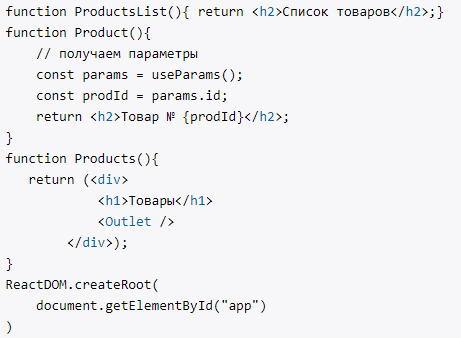 function ProductsList(){ return <h2>Список товаров</h2>;}
function Product(){
    // получаем параметры
    const params = useParams();
    const prodId = params.id;
    return <h2>Товар № {prodId}</h2>;
}
function Products(){
   return (<div>
            <h1>Товары</h1>
            <Outlet />
        </div>);
}
ReactDOM.createRoot(
    document.getElementById("app")
)